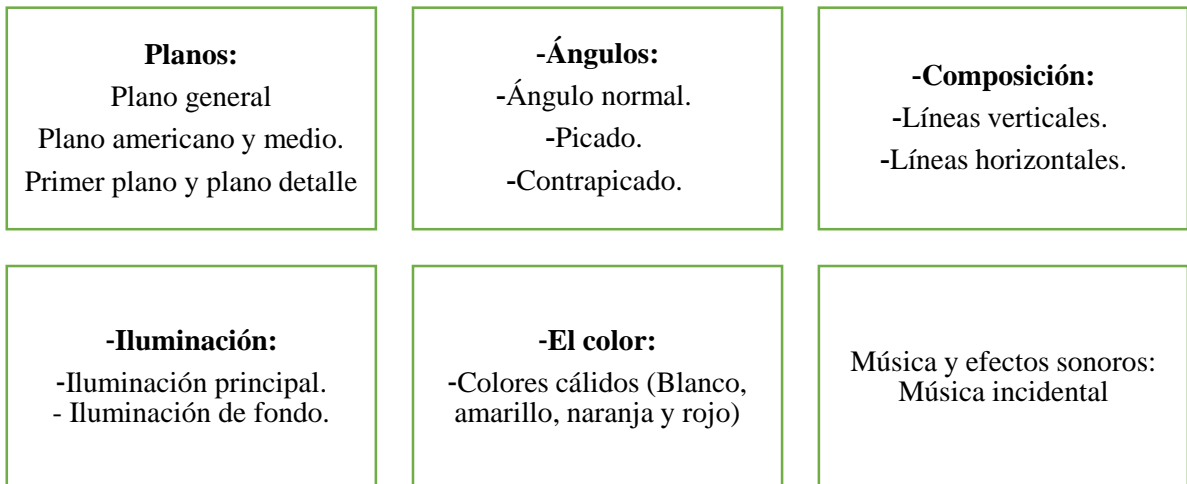 Planos:
Plano general
Plano americano y medio.
Primer plano y plano detalle
-Ángulos:
-Ángulo normal.
-Picado.
-Contrapicado.
-Composición:
-Líneas verticales.
-Líneas horizontales.
-Iluminación:
-Iluminación principal.
- Iluminación de fondo.
-El color:
-Colores cálidos (Blanco,
amarillo, naranja y rojo)
Música y efectos sonoros:
Música incidental